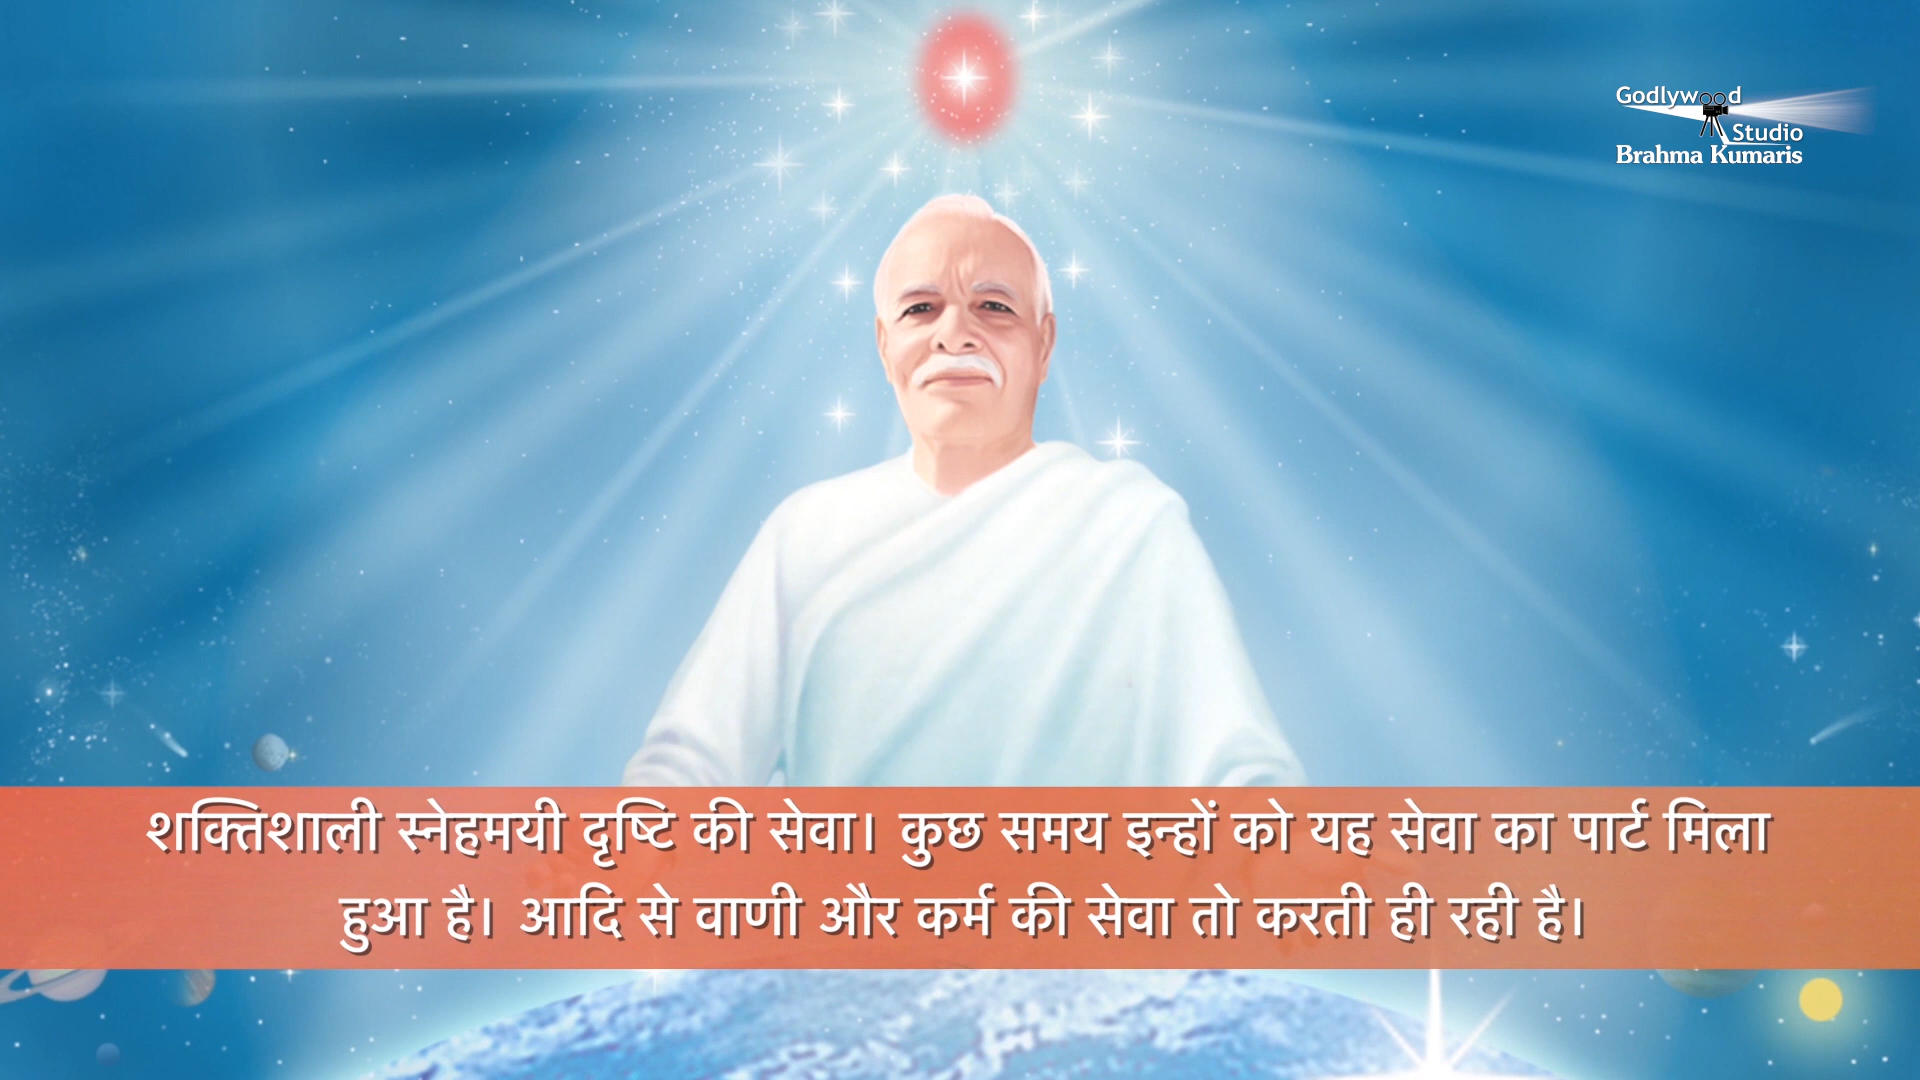 Godlywood
Studio
Brahma Kumaris
शक्तिशाली स्नेहमयी दृष्टि की सेवा। कुछ समय इन्हों को यह सेवा का पार्ट मिला
हुआ है। आदि से वाणी और कर्म की सेवा तो करती ही रही है।